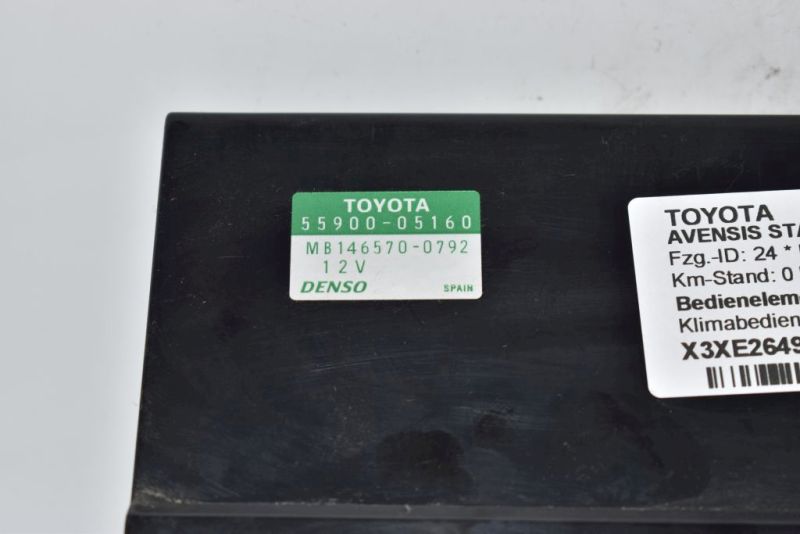 TOYOTA
55900-05160
MB146570-0792
12V
DENSO SPAIN
TOYOTA
AVENSIS STA
Fzg.-ID: 24 *
Km-Stand: 0
Bedienelem
Klimabedien
X3XE2649